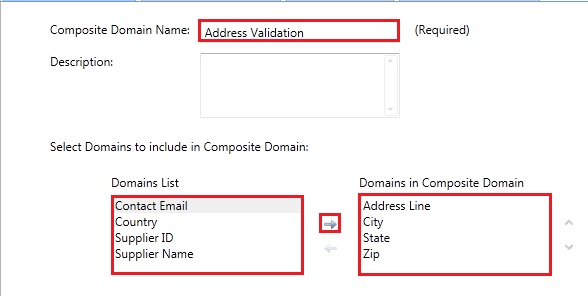 Composite Domain Name: Address Validation (Required)
Description:
Select Domains to include in Composite Domain:
Domains List
Contact Email
Country
Supplier ID
Supplier Name
Domains in Composite Domain
Address Line
City
State
Zip